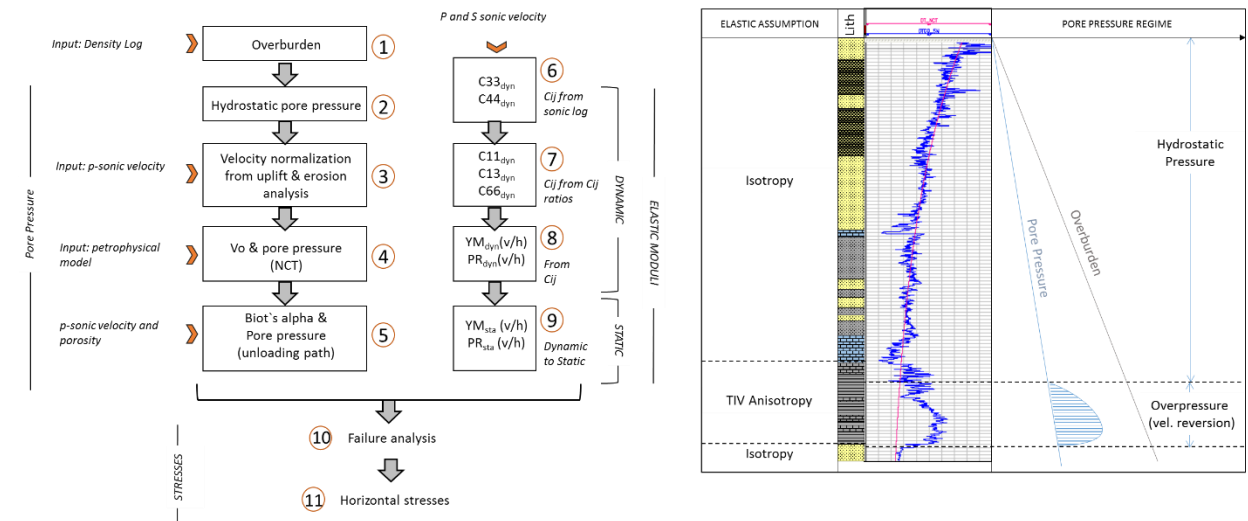 P and S sonic velocity
Input: Density Log
Overburden
1
Hydrostatic pore pressure
2
Input: p-sonic velocity
Velocity normalization
from uplift & erosion
analysis
3
Input: petrophysical
model
Vo & pore pressure
(NCT)
4
p-sonic velocity and
porosity
Biot`s alpha &
Pore pressure
(unloading path)
5
Pore Pressure
C33dyn
C44dyn
6
Cij from
sonic log
C11dyn
C13dyn
C66dyn
7
Cij from Cij
ratios
YMdyn(v/h)
PRdyn(v/h)
8
From
Cij
YMsta (v/h)
PRsta (v/h)
9
Dynamic
to Static
DYNAMIC
STATIC
ELASTIC MODULI
10
Failure analysis
11
Horizontal stresses
STRESSES
ELASTIC ASSUMPTION
Lith
DT_NCT
PORE PRESSURE REGIME
Isotropy
TIV Anisotropy
Isotropy
Pore Pressure
Overburden
Hydrostatic
Pressure
Overpressure
(vel. reversion)